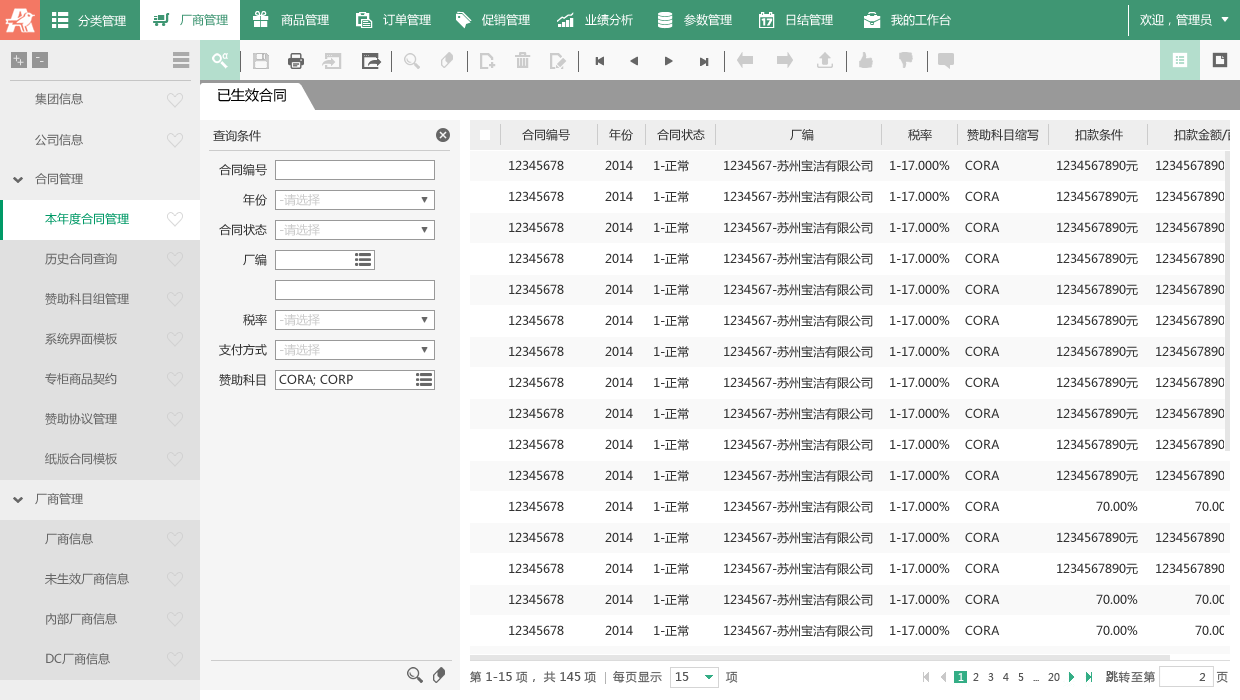 分类管理 厂商管理 商品管理 订单管理 促销管理 业绩分析 参数管理 日结管理 我的工作台 欢迎，管理员
已生效合同
集团信息
公司信息
合同管理
本年度合同管理
历史合同查询
赞助科目组管理
系统界面模板
专柜商品契约
赞助协议管理
纸版合同模板
厂商管理
厂商信息
未生效厂商信息
内部厂商信息
DC厂商信息
查询条件
合同编号
年份 -请选择
合同状态 -请选择
厂编
税率 -请选择
支付方式 -请选择
赞助科目 CORA; CORP
合同编号 年份 合同状态 厂编 税率 赞助科目缩写 扣款条件 扣款金额/
12345678 2014 1-正常 1234567-苏州宝洁有限公司 1-17.000% CORA 1234567890元 1234567890
12345678 2014 1-正常 1234567-苏州宝洁有限公司 1-17.000% CORA 1234567890元 1234567890
12345678 2014 1-正常 1234567-苏州宝洁有限公司 1-17.000% CORA 1234567890元 1234567890
12345678 2014 1-正常 1234567-苏州宝洁有限公司 1-17.000% CORA 1234567890元 1234567890
12345678 2014 1-正常 1234567-苏州宝洁有限公司 1-17.000% CORA 1234567890元 1234567890
12345678 2014 1-正常 1234567-苏州宝洁有限公司 1-17.000% CORA 1234567890元 1234567890
12345678 2014 1-正常 1234567-苏州宝洁有限公司 1-17.000% CORA 1234567890元 1234567890
12345678 2014 1-正常 1234567-苏州宝洁有限公司 1-17.000% CORA 1234567890元 1234567890
12345678 2014 1-正常 1234567-苏州宝洁有限公司 1-17.000% CORA 1234567890元 1234567890
12345678 2014 1-正常 1234567-苏州宝洁有限公司 1-17.000% CORA 1234567890元 1234567890
12345678 2014 1-正常 1234567-苏州宝洁有限公司 1-17.000% CORA 1234567890元 1234567890
12345678 2014 1-正常 1234567-苏州宝洁有限公司 1-17.000% CORA 70.00% 70.00
12345678 2014 1-正常 1234567-苏州宝洁有限公司 1-17.000% CORA 1234567890元 1234567890
12345678 2014 1-正常 1234567-苏州宝洁有限公司 1-17.000% CORA 1234567890元 1234567890
12345678 2014 1-正常 1234567-苏州宝洁有限公司 1-17.000% CORA 70.00% 70.00
12345678 2014 1-正常 1234567-苏州宝洁有限公司 1-17.000% CORA 70.00% 70.00
第 1-15 项， 共 145 项 | 每页显示 15 项 1 2 3 4 5 ... 20 跳转至第 2 页